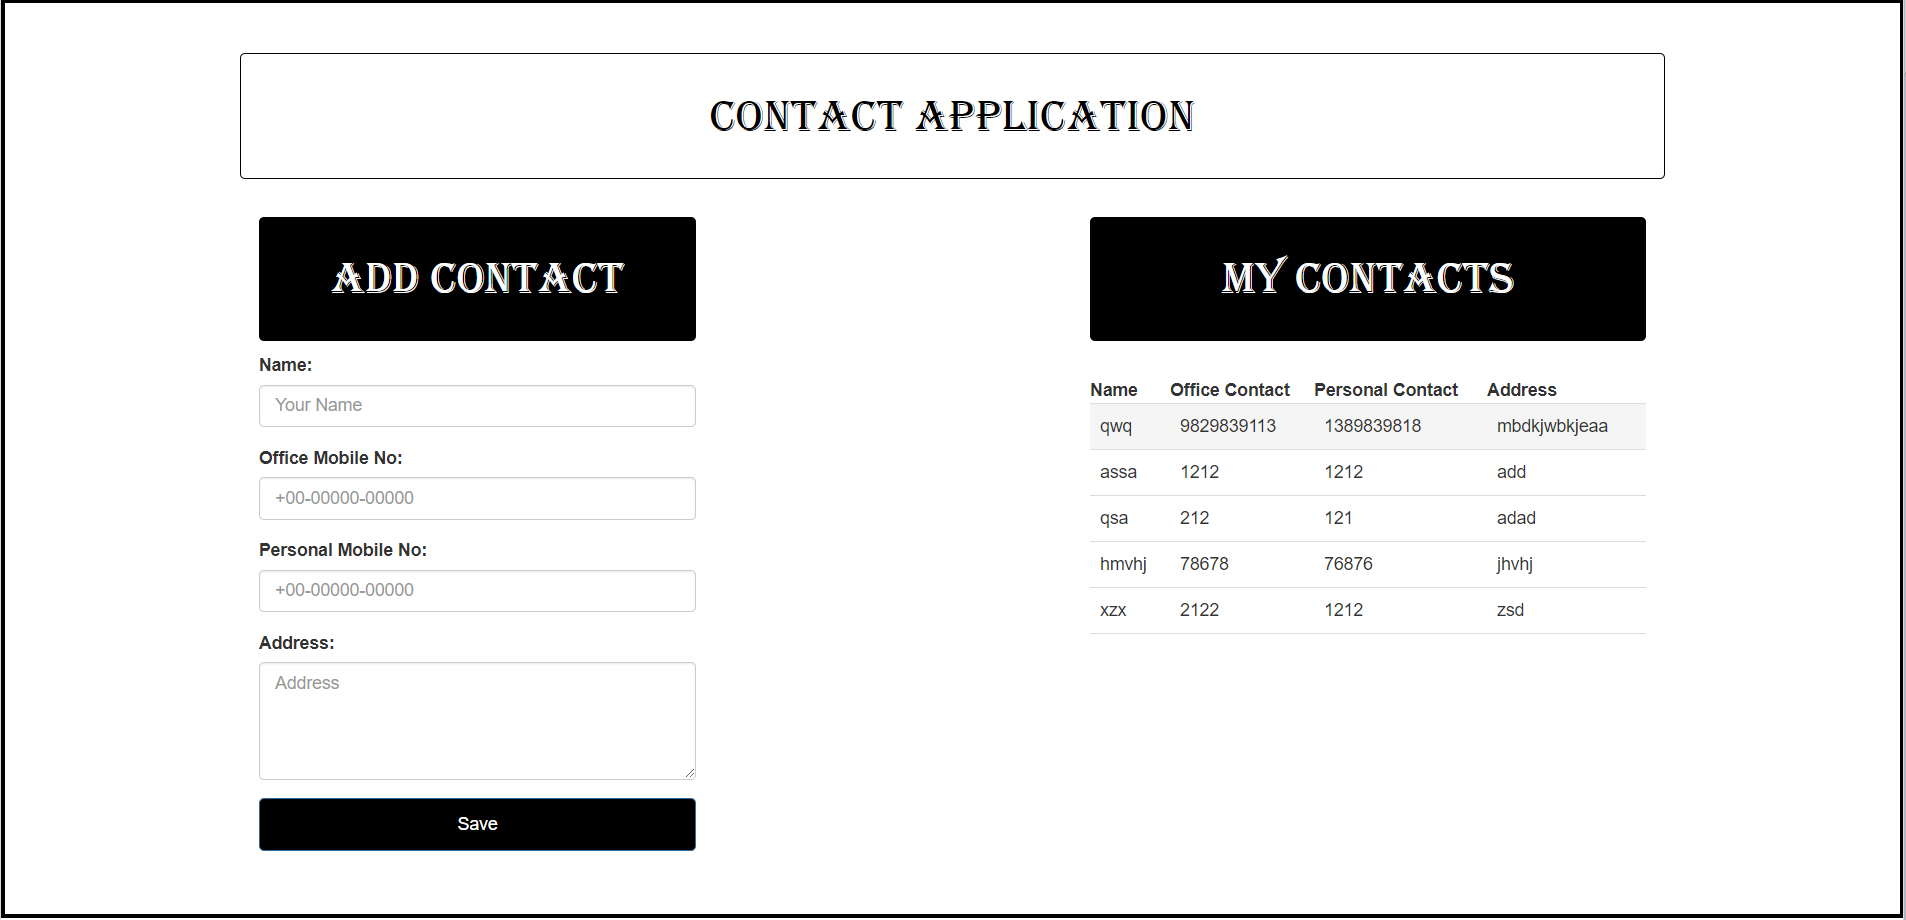 CONTACT APPLICATION
ADD CONTACT
Name:
Your Name
Office Mobile No:
+00-00000-00000
Personal Mobile No:
+00-00000-00000
Address:
Address
Save
MY CONTACTS
Name Office Contact Personal Contact Address
qwq 9829839113 1389839818 mbdkjwbkjeaa
assa 1212 1212 add
qsa 212 121 adad
hmvhj 78678 76876 jhvhj
xzx 2122 1212 zsd